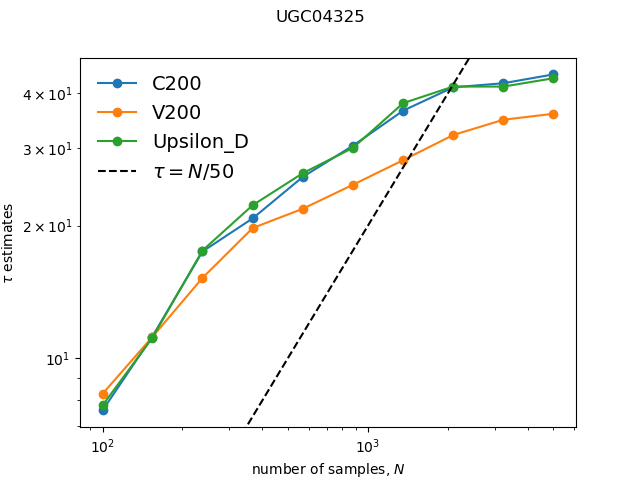 UGC04325
C200
V200
Upsilon_D
τ = N/50
4 × 10¹
3 × 10¹
2 × 10¹
10¹
τ estimates
10² 10³
number of samples, N